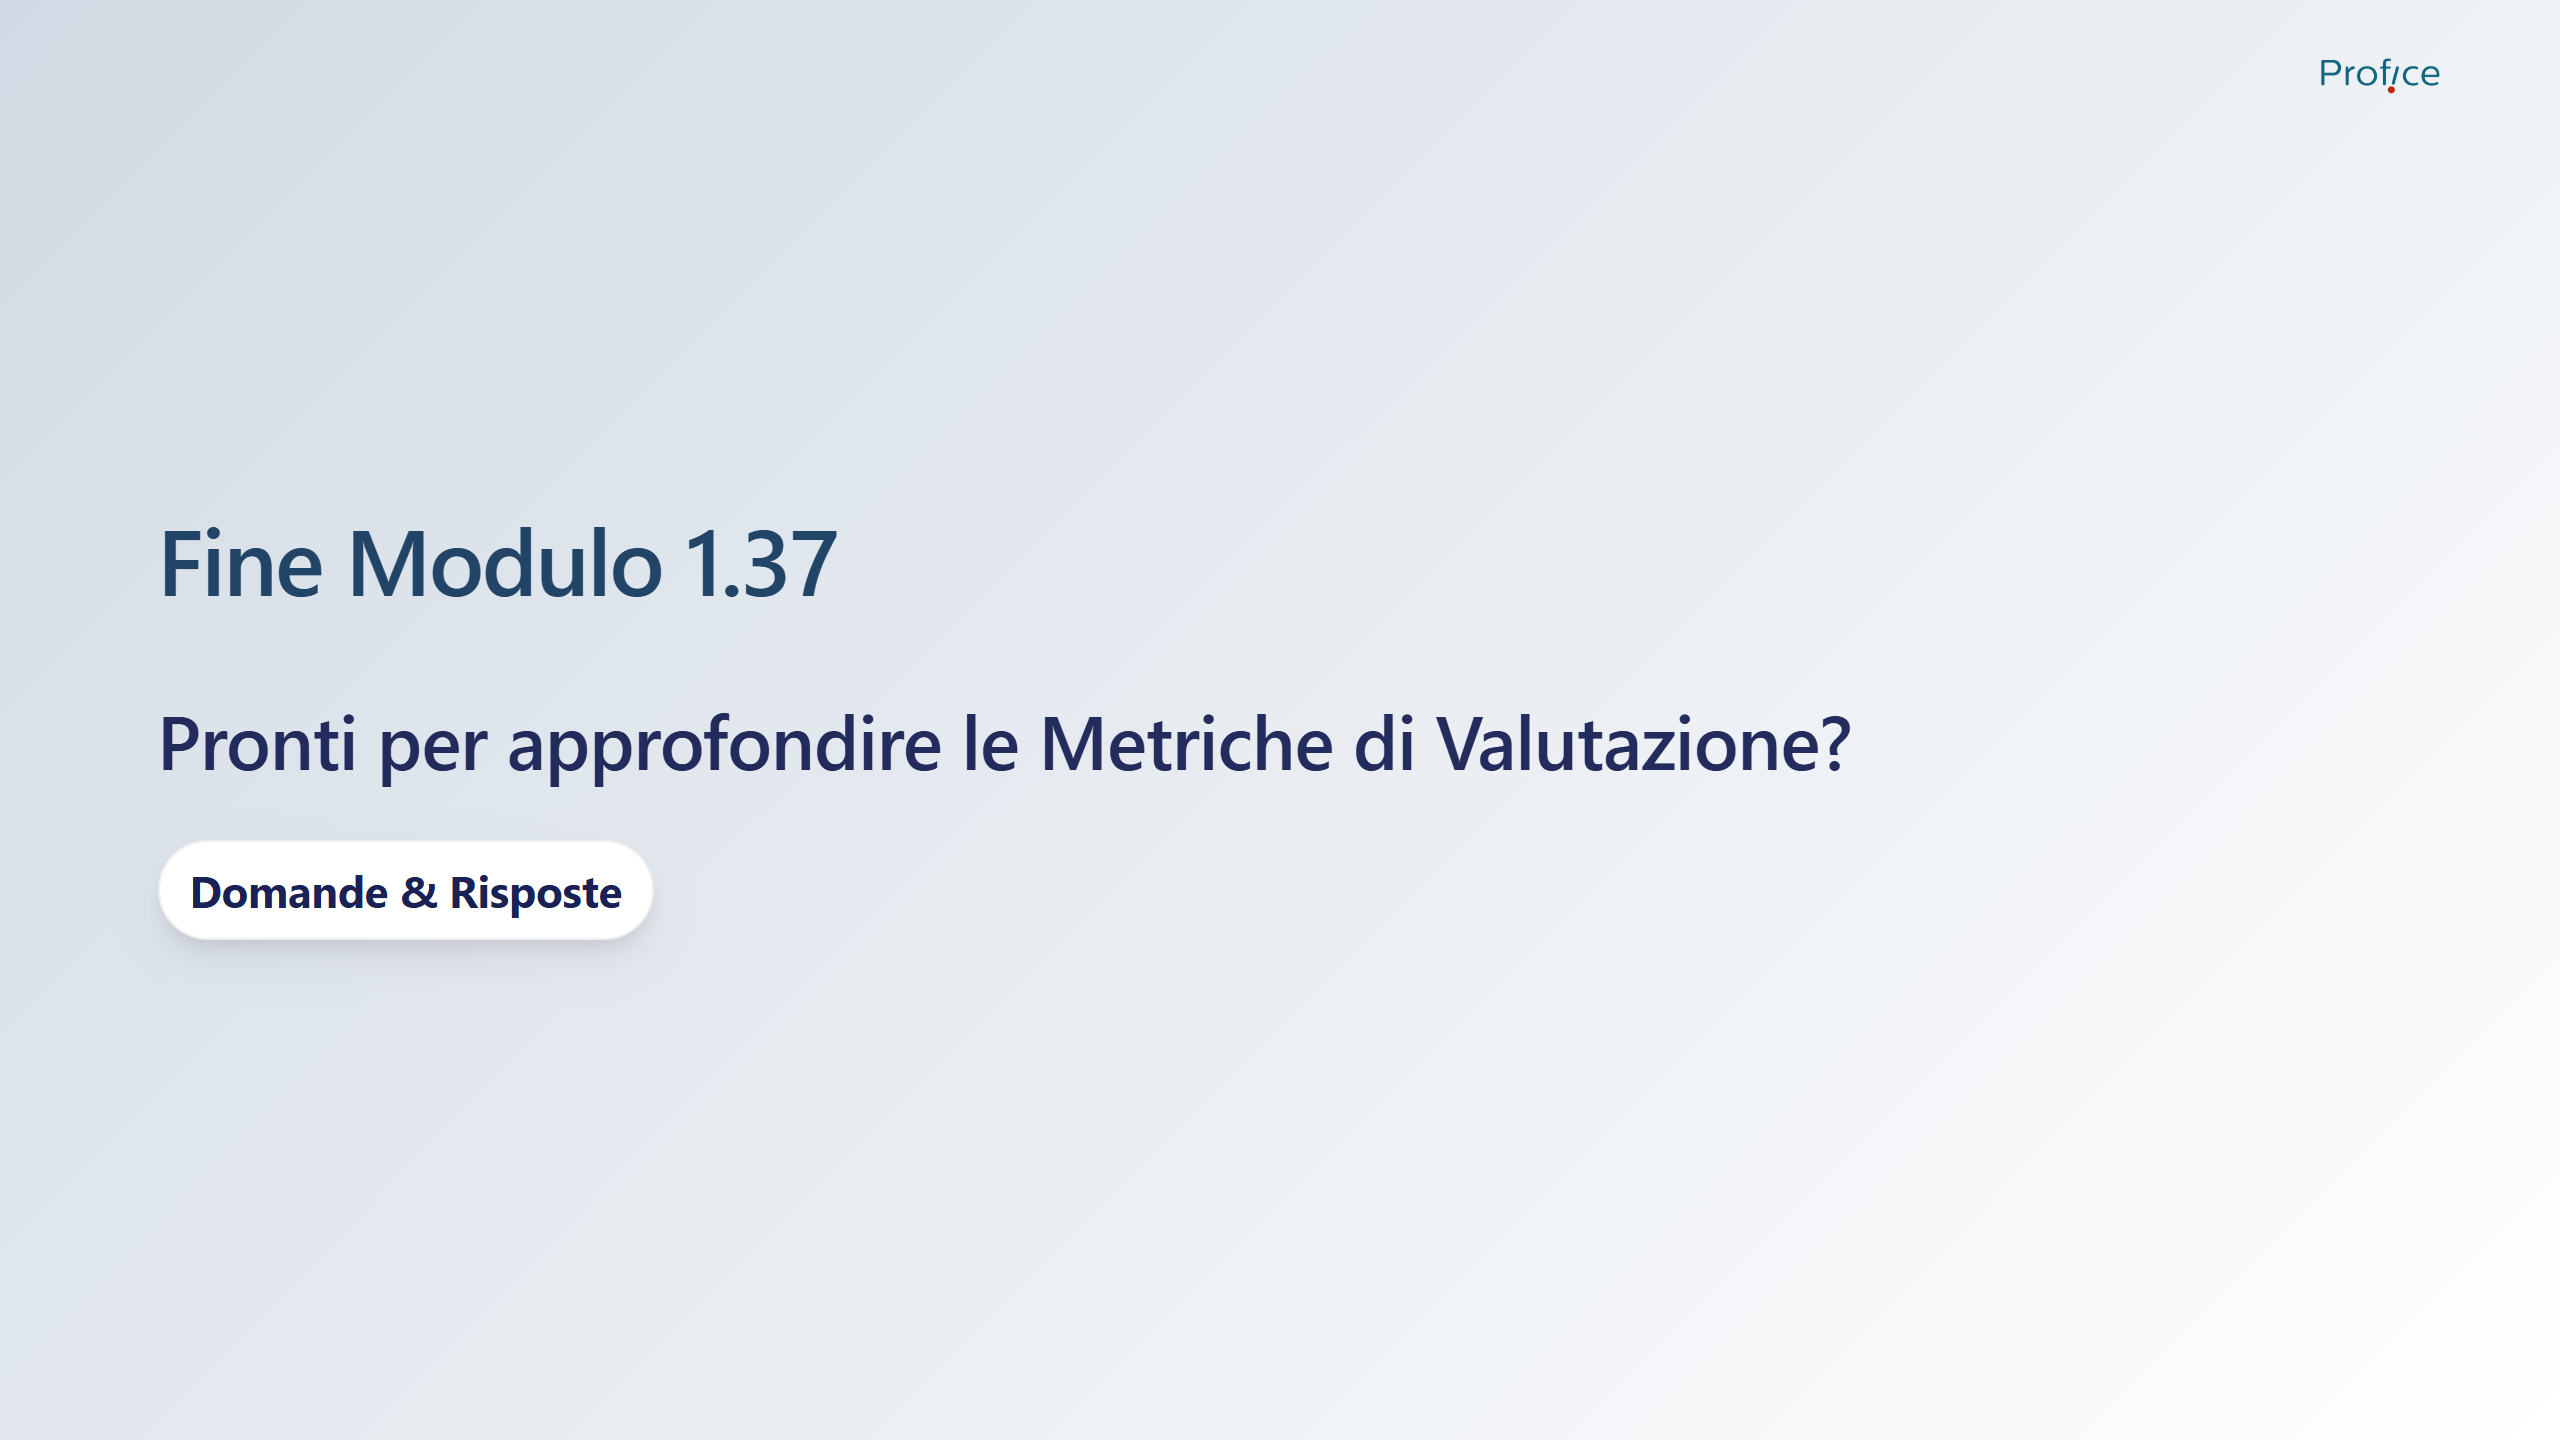 Profice
Fine Modulo 1.37
Pronti per approfondire le Metriche di Valutazione?
Domande & Risposte